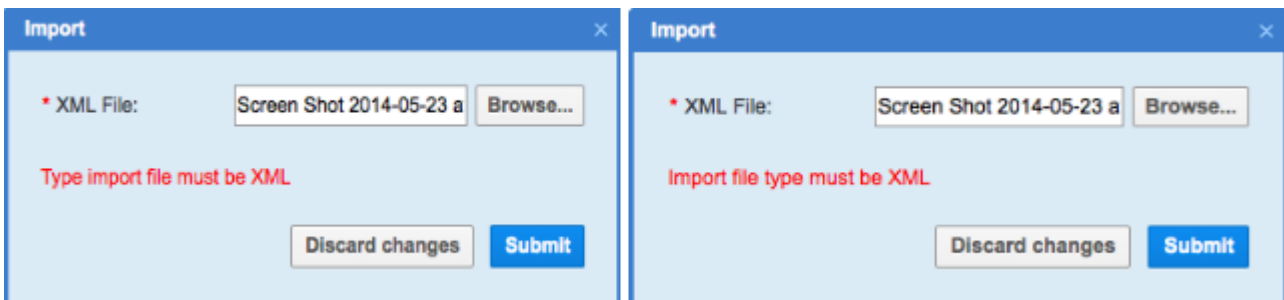 Import ×
* XML File: Screen Shot 2014-05-23 a Browse...
Type import file must be XML
Discard changes Submit
Import ×
* XML File: Screen Shot 2014-05-23 a Browse...
Import file type must be XML
Discard changes Submit